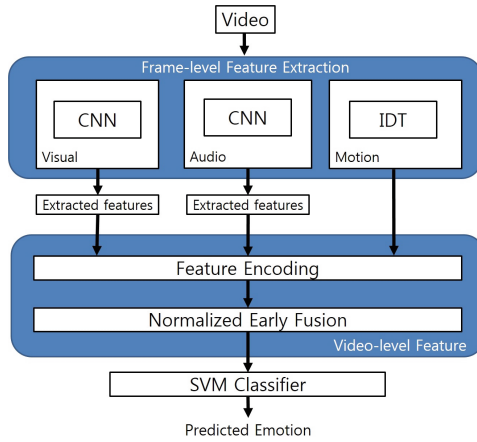 Video
Frame-level Feature Extraction
CNN
CNN
IDT
Visual
Audio
Motion
Extracted features
Extracted features
Feature Encoding
Normalized Early Fusion
Video-level Feature
SVM Classifier
Predicted Emotion